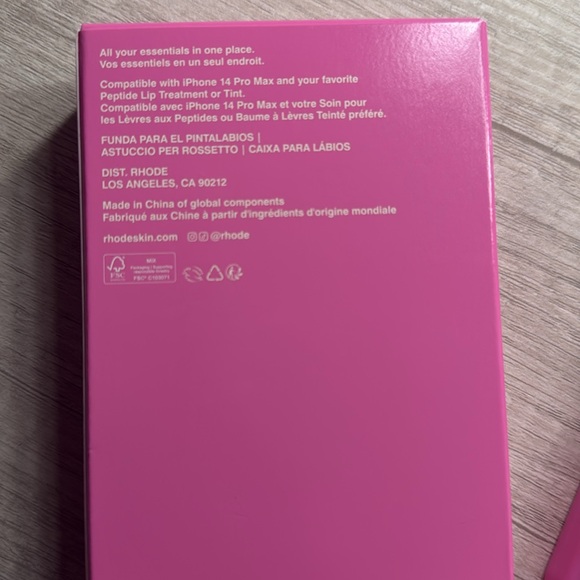 All your essentials in one place.
Vos essentiels en un seul endroit.
Compatible with iPhone 14 Pro Max and your favorite
Peptide Lip Treatment or Tint.
Compatible avec iPhone 14 Pro Max et votre Soin pour
les Lèvres aux Peptides ou Baume à Lèvres Teinté préféré.
FUNDA PARA EL PINTALABIOS |
ASTUCCIO PER ROSSETTO | CAIXA PARA LÁBIOS
DIST. RHODE
LOS ANGELES, CA 90212
Made in China of global components
Fabriqué aux Chine à partir d'ingrédients d'origine mondiale
rhodeskin.com @rhode
FSC
MIX
Packaging | Supporting
responsible forestry